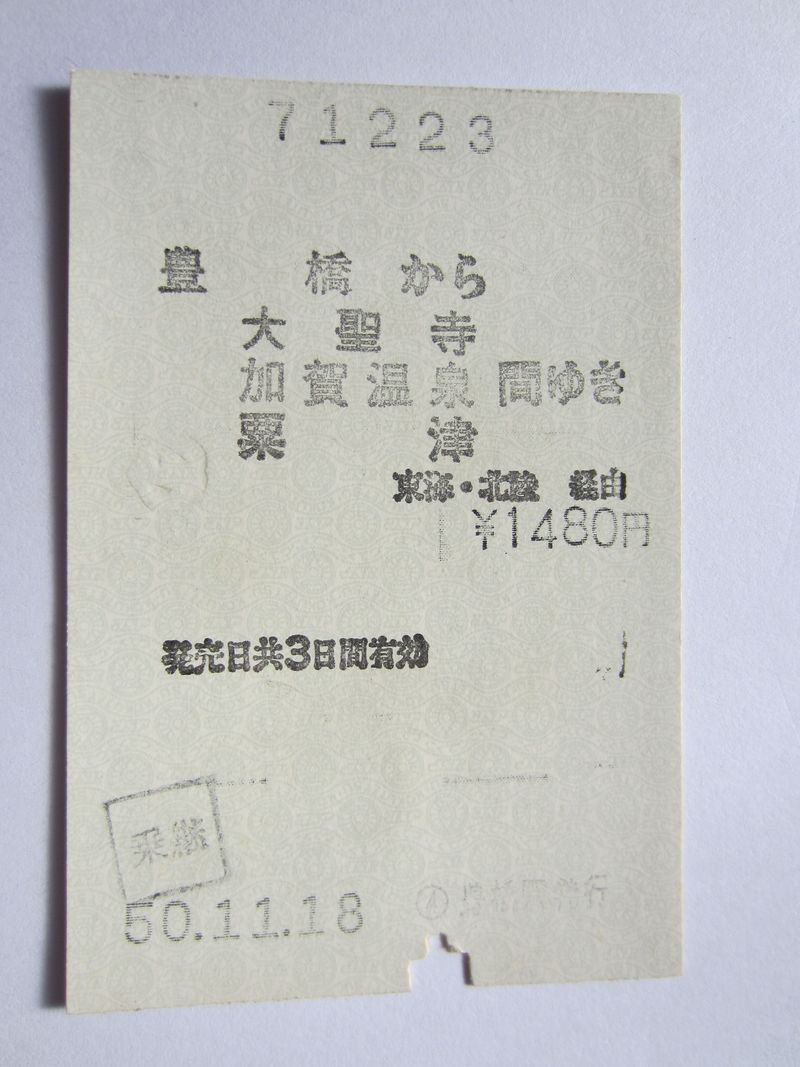 71223
豊橋から
大聖寺
加賀温泉間ゆき
粟津
東海・北陸 経由
¥1480円
発売日共3日間有効
乗継
50.11.18
④豊橋駅発行